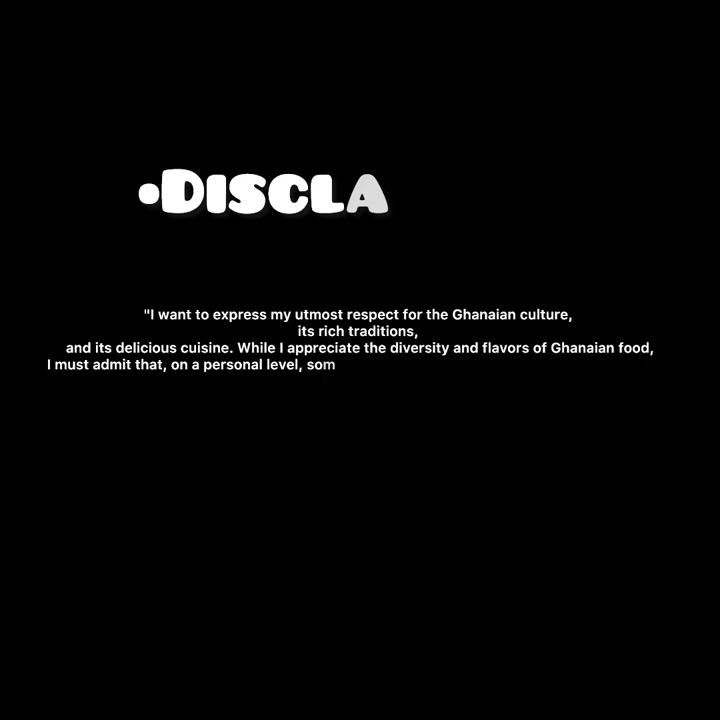 •DISCLA
"I want to express my utmost respect for the Ghanaian culture,
its rich traditions,
and its delicious cuisine. While I appreciate the diversity and flavors of Ghanaian food,
I must admit that, on a personal level, som